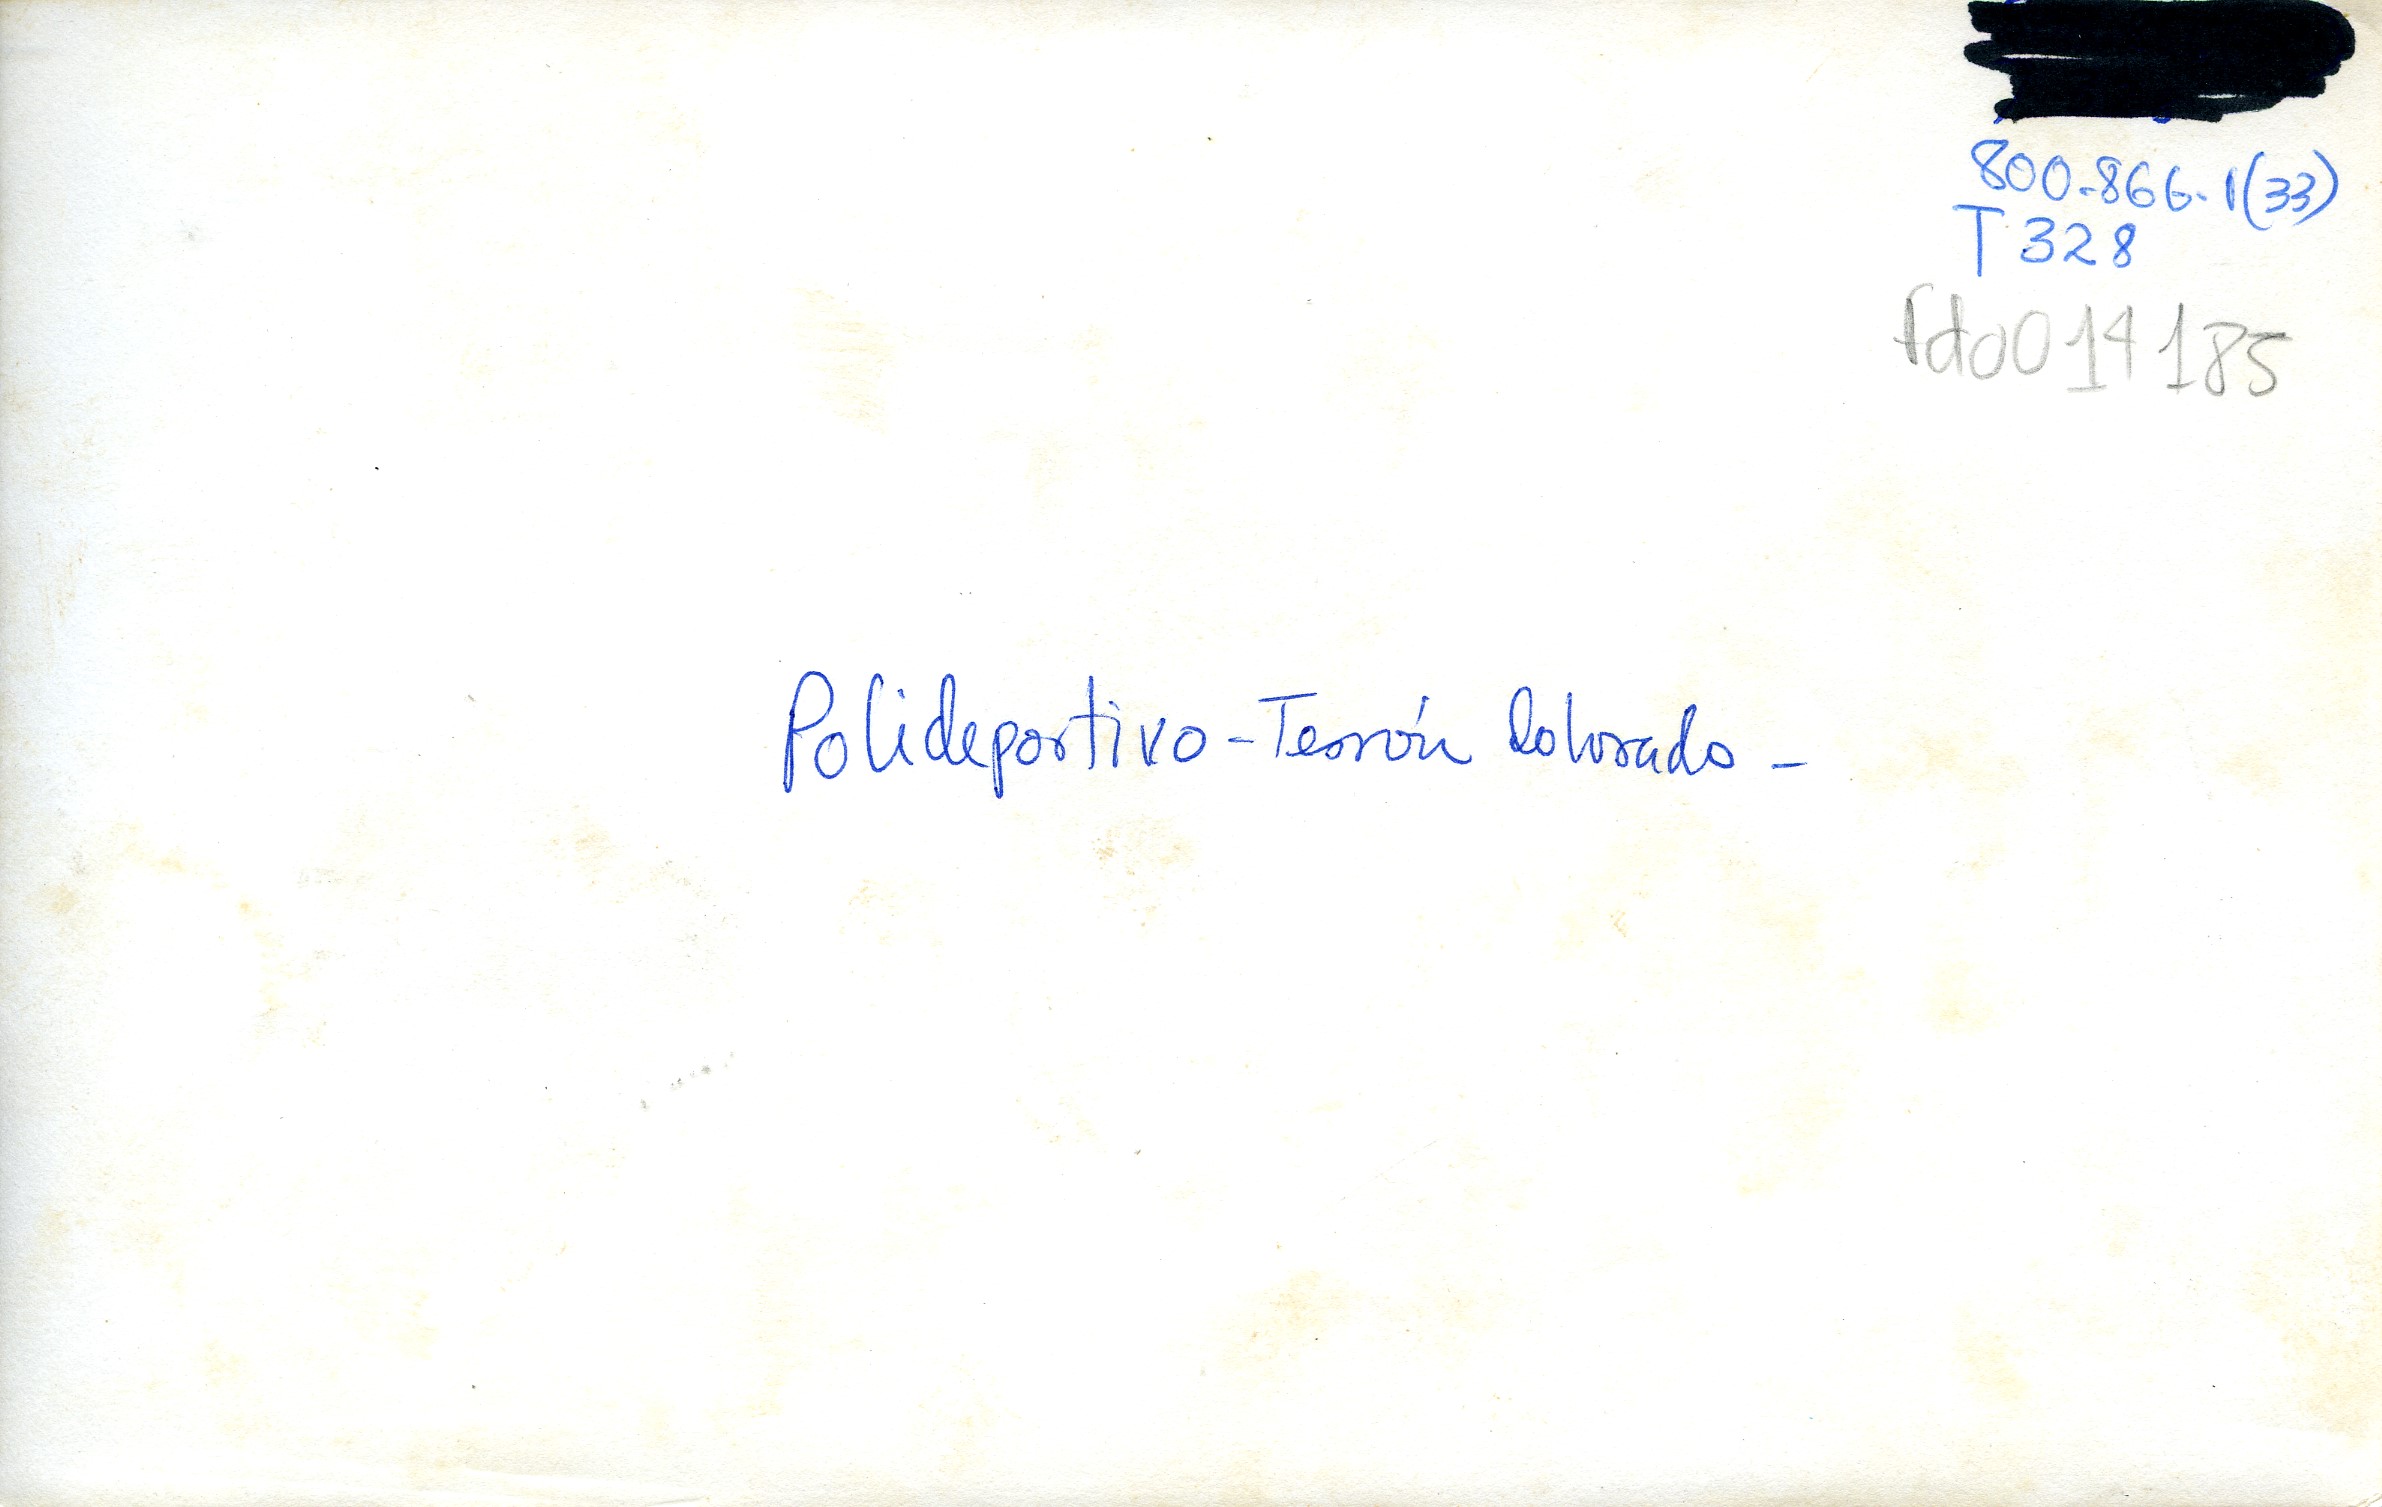 800-866-1(33)
T328
fdo014185
Polideportivo - Terrón Colorado -